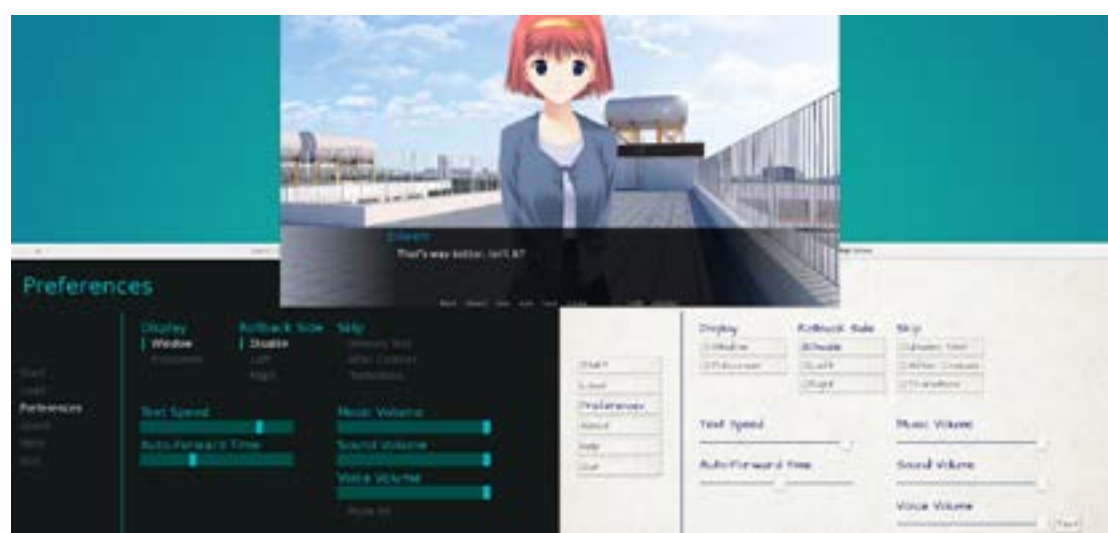 Eileen
That's way better, isn't it?
Preferences
Display
Rollback Side
Skip
Window
Disable
Fullscreen
Left
After Choices
Right
Transitions
Start
Load
Preferences
About
Help
Quit
Text Speed
Music Volume
Auto-Forward Time
Sound Volume
Voice Volume
Mute All
Start
Load
Preferences
About
Help
Quit
Display
Rollback Side
Skip
Window
Disable
Unseen Text
Fullscreen
Left
After Choices
Right
Transitions
Text Speed
Music Volume
Auto-Forward Time
Sound Volume
Voice Volume
Test